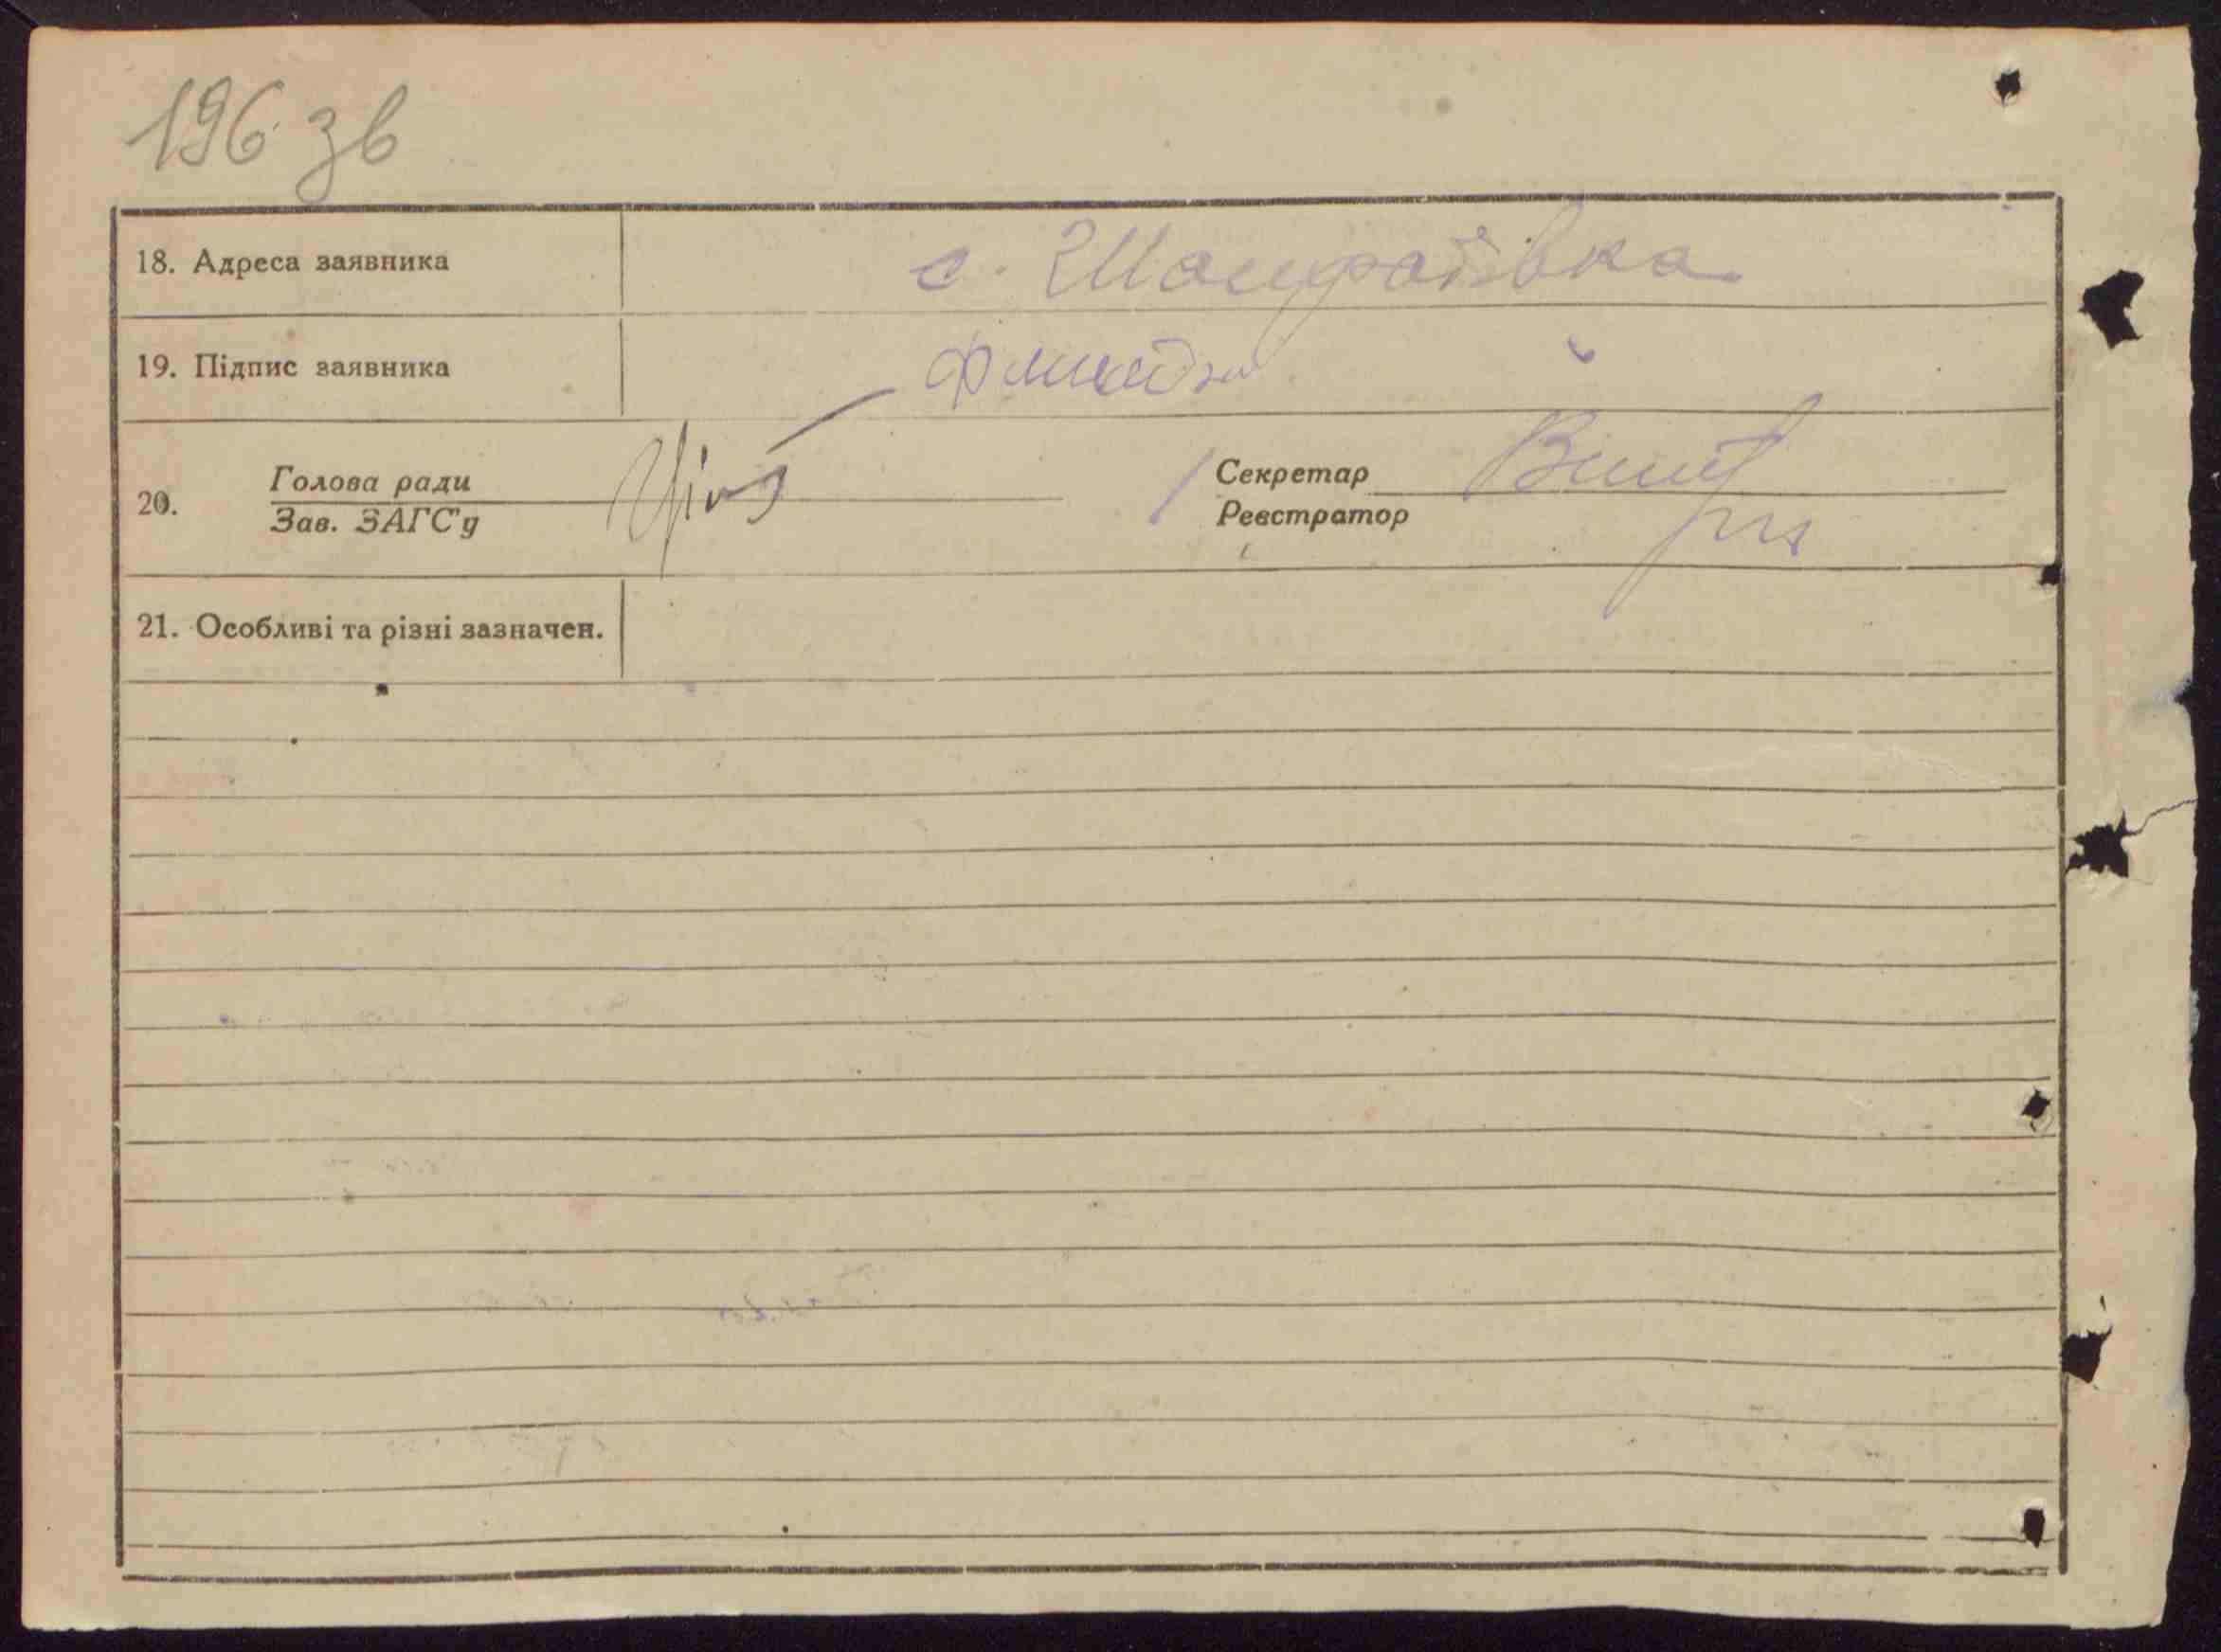 196 зв
18. Адреса заявника с. Шамраївка
19. Підпис заявника
20. Голова ради
Зав. ЗАГС'у
Секретар
Реєстратор
21. Особливі та різні зазначен.